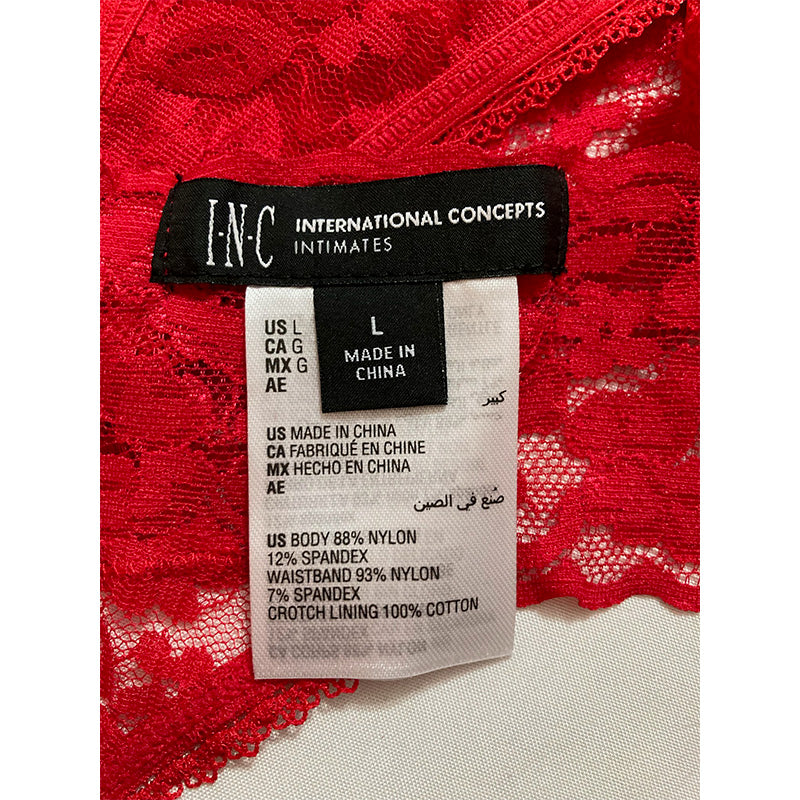 I·N·C INTERNATIONAL CONCEPTS
INTIMATES
L
MADE IN
CHINA
US L
CA G
MX G
AE
كبير
US MADE IN CHINA
CA FABRIQUÉ EN CHINE
MX HECHO EN CHINA
AE
صُنع في الصين
US BODY 88% NYLON
12% SPANDEX
WAISTBAND 93% NYLON
7% SPANDEX
CROTCH LINING 100% COTTON